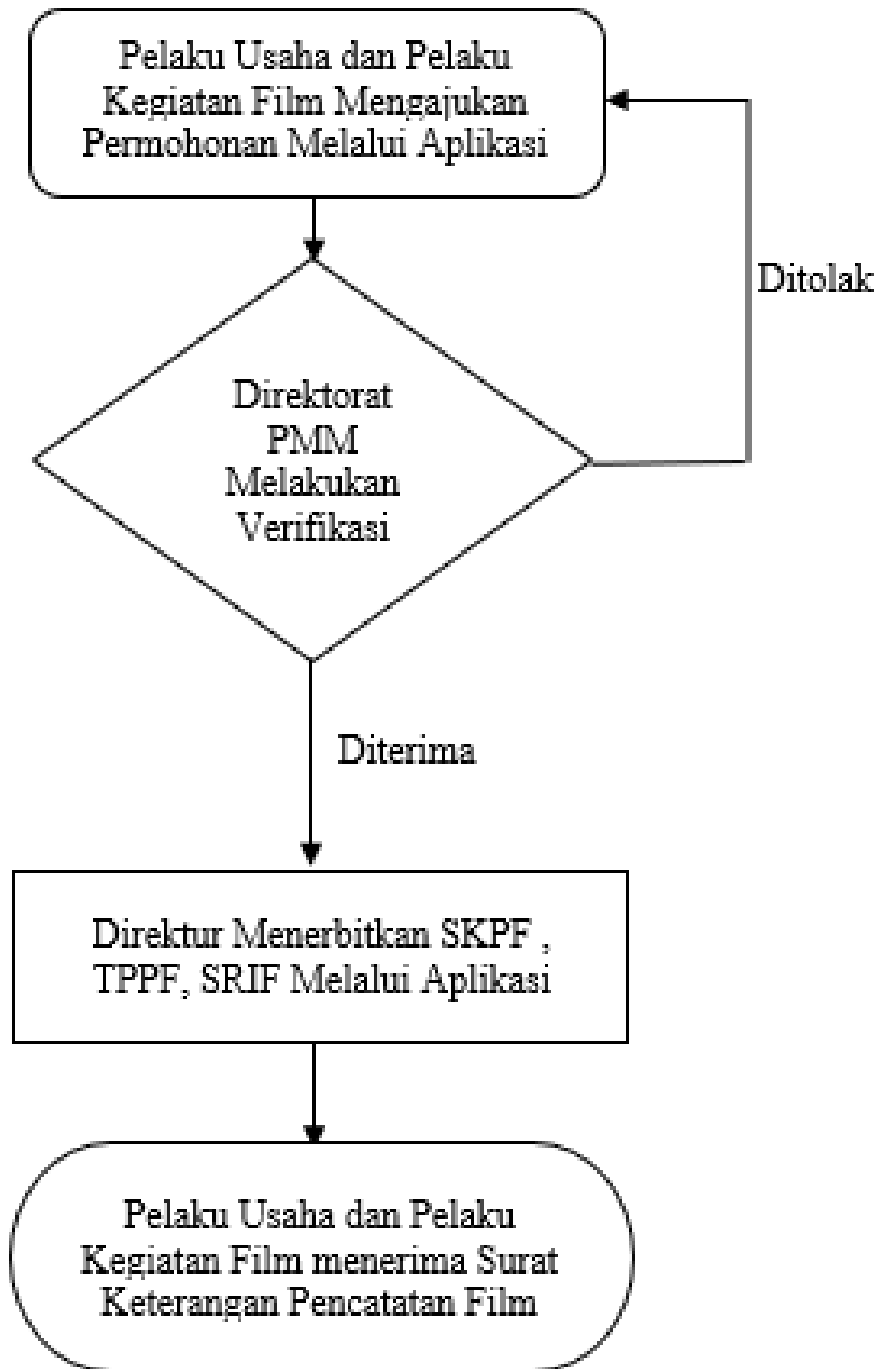 Pelaku Usaha dan Pelaku
Kegiatan Film Mengajukan
Permohonan Melalui Aplikasi
Ditolak
Direktorat
PMM
Melakukan
Verifikasi
Diterima
Direktur Menerbitkan SKPF ,
TPPF, SRIF Melalui Aplikasi
Pelaku Usaha dan Pelaku
Kegiatan Film menerima Surat
Keterangan Pencatatan Film